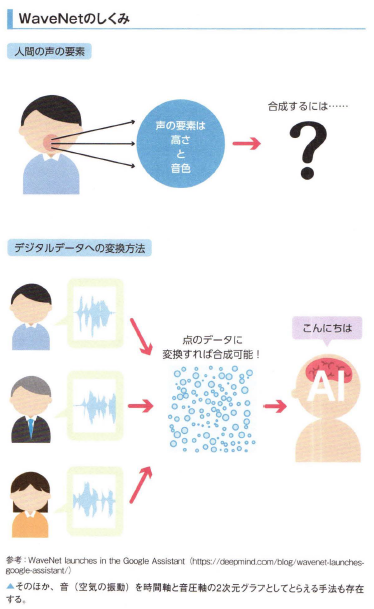 WaveNetのしくみ
人間の声の要素
声の要素は
高さ
と
音色
合成するには……
?
デジタルデータへの変換方法
点のデータに
変換すれば合成可能！
こんにちは
AI
参考：WaveNet launches in the Google Assistant（https://deepmind.com/blog/wavenet-launches-
google-assistant/）
▲そのほか、音（空気の振動）を時間軸と音圧軸の2次元グラフとしてとらえる手法も存在
する。